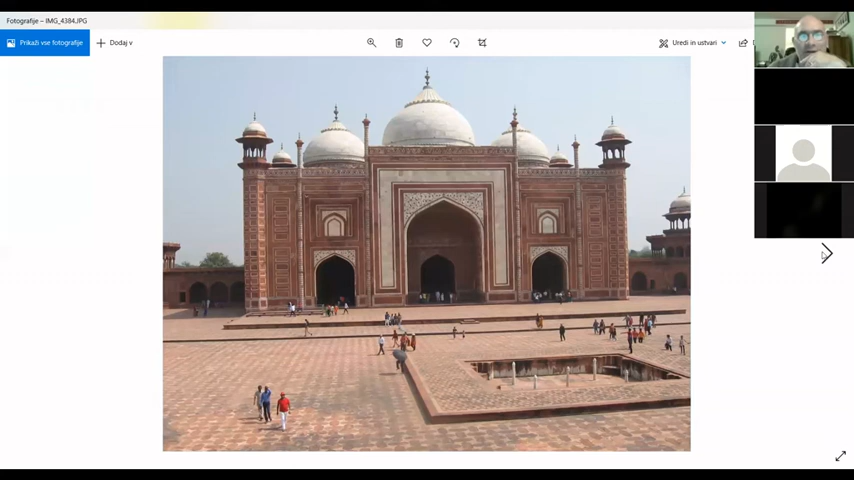 Fotografije – IMG_4384.JPG
Prikaži vse fotografije
Dodaj v
Uredi in ustvari